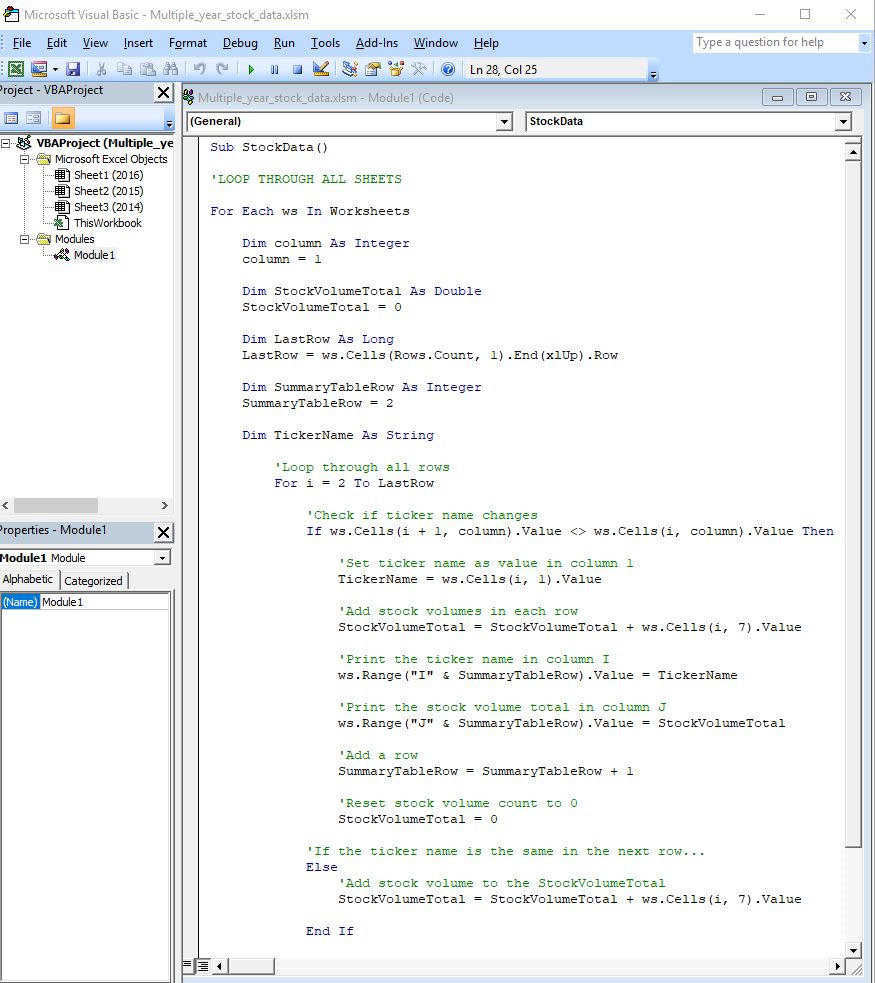 Microsoft Visual Basic - Multiple_year_stock_data.xlsm
File Edit View Insert Format Debug Run Tools Add-Ins Window Help
Type a question for help
Ln 28, Col 25
Project - VBAProject
VBAProject (Multiple_ye
Microsoft Excel Objects
Sheet1 (2016)
Sheet2 (2015)
Sheet3 (2014)
ThisWorkbook
Modules
Module1
Properties - Module1
Module1 Module
Alphabetic Categorized
(Name) Module1
Multiple_year_stock_data.xlsm - Module1 (Code)
(General) StockData
Sub StockData()
'LOOP THROUGH ALL SHEETS
For Each ws In Worksheets
Dim column As Integer
column = 1
Dim StockVolumeTotal As Double
StockVolumeTotal = 0
Dim LastRow As Long
LastRow = ws.Cells(Rows.Count, 1).End(xlUp).Row
Dim SummaryTableRow As Integer
SummaryTableRow = 2
Dim TickerName As String
'Loop through all rows
For i = 2 To LastRow
'Check if ticker name changes
If ws.Cells(i + 1, column).Value <> ws.Cells(i, column).Value Then
'Set ticker name as value in column 1
TickerName = ws.Cells(i, 1).Value
'Add stock volumes in each row
StockVolumeTotal = StockVolumeTotal + ws.Cells(i, 7).Value
'Print the ticker name in column I
ws.Range("I" & SummaryTableRow).Value = TickerName
'Print the stock volume total in column J
ws.Range("J" & SummaryTableRow).Value = StockVolumeTotal
'Add a row
SummaryTableRow = SummaryTableRow + 1
'Reset stock volume count to 0
StockVolumeTotal = 0
'If the ticker name is the same in the next row...
Else
'Add stock volume to the StockVolumeTotal
StockVolumeTotal = StockVolumeTotal + ws.Cells(i, 7).Value
End If